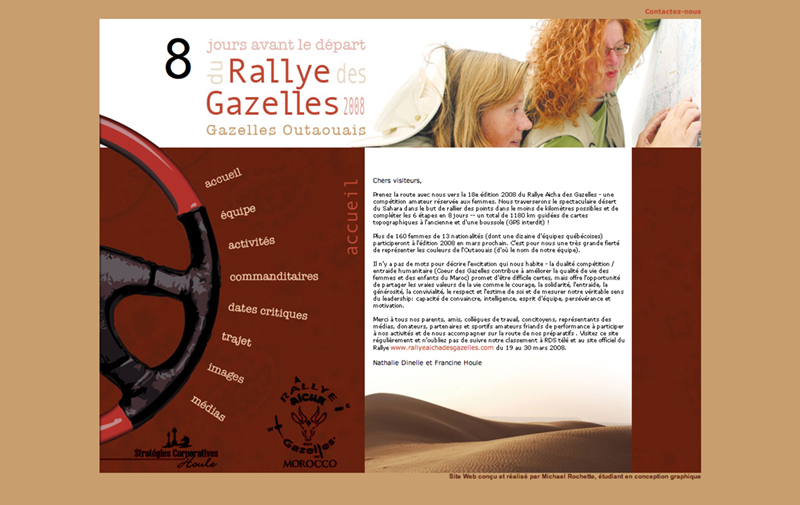 Contactez-nous
8
jours avant le départ
du Rallye des
Gazelles 2008
Gazelles Outaouais
accueil
équipe
activités
commanditaires
dates critiques
trajet
images
médias
accueil
Chers visiteurs,
Prenez la route avec nous vers la 18e édition 2008 du Rallye Aicha des Gazelles - une
compétition amateur réservée aux femmes. Nous traverserons le spectaculaire désert
du Sahara dans le but de rallier des points dans le moins de kilomètres possibles et de
compléter les 6 étapes en 8 jours -- un total de 1180 km guidées de cartes
topographiques à l'ancienne et d'une boussole (GPS interdit) !
Plus de 160 femmes de 13 nationalités (dont une dizaine d'équipes québécoises)
participeront à l'édition 2008 en mars prochain. C'est pour nous une très grande fierté
de représenter les couleurs de l'Outaouais (d'où le nom de notre équipe).
Il n'y a pas de mots pour décrire l'excitation qui nous habite - la dualité compétition /
entraide humanitaire (Coeur des Gazelles contribue à améliorer la qualité de vie des
femmes et des enfants du Maroc) promet d'être difficile certes, mais offre l'opportunité
de partager les vraies valeurs de la vie comme le courage, la solidarité, l'entraide, la
générosité, la convivialité, le respect et l'estime de soi et de mesurer notre véritable sens
du leadership: capacité de convaincre, intelligence, esprit d'équipe, persévérance et
motivation.
Merci à tous nos parents, amis, collègues de travail, concitoyens, représentants des
médias, donateurs, partenaires et sportifs amateurs friands de performance à participer
à nos activités et de nous accompagner sur la route de nos préparatifs . Visitez ce site
régulièrement et n'oubliez pas de suivre notre classement à RDS télé et au site officiel du
Rallye www.rallyeaichadesgazelles.com du 19 au 30 mars 2008.
Nathalie Dinelle et Francine Houle
Stratégies Corporatives
Houle
RALLYE
AICHA
des
Gazelles
MOROCCO
Site Web conçu et réalisé par Michael Rochette, étudiant en conception graphique